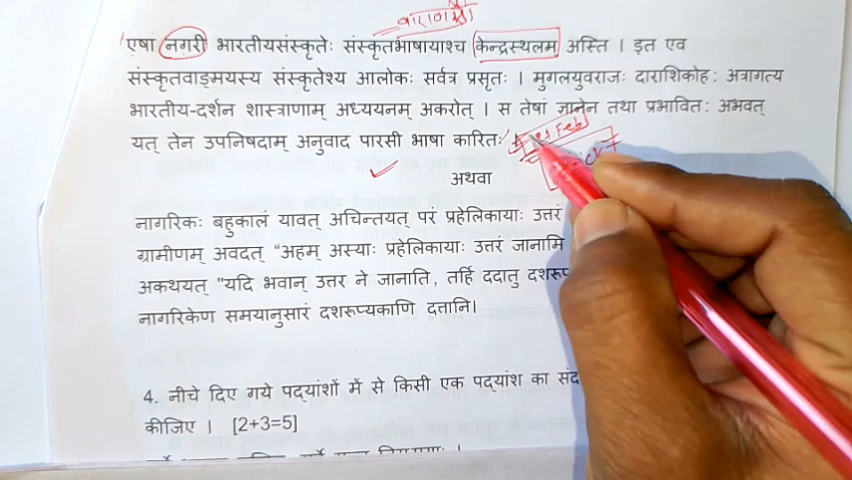 वाराणसी
एषां नगरी भारतीयसंस्कृतेः संस्कृतभाषायाश्च केन्द्रस्थलम अस्ति । इत एव
संस्कृतवाङ्मयस्य संस्कृतेश्य आलोकः सर्वत्र प्रसृतः । मुगलयुवराजः दाराशिकोह: अत्रागत्य
भारतीय-दर्शन शास्त्राणाम् अध्ययनम् अकरोत् । स तेषां ज्ञानेन तथा प्रभावित: अभवत्
यत् तेन उपनिषदाम् अनुवाद पारसी भाषा कारितः
अथवा
नागरिकः बहुकालं यावत् अचिन्तयत् परं प्रहेलिकायाः उत्तरं
ग्रामीणम् अवदत् "अहम् अस्याः प्रहेलिकायाः उत्तरं जानामि
अकथयत् "यदि भवान् उत्तर ने जानाति , तर्हि ददातु
नागरिकेण समयानुसारं दशरूप्यकाणि दत्तानि।
4. नीचे दिए गये पद्यांशों में से किसी एक पद्यांश का
कीजिए । [2+3=5]